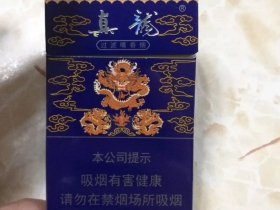 真龙®
过滤嘴香烟
本公司提示
吸烟有害健康
请勿在禁烟场所吸烟